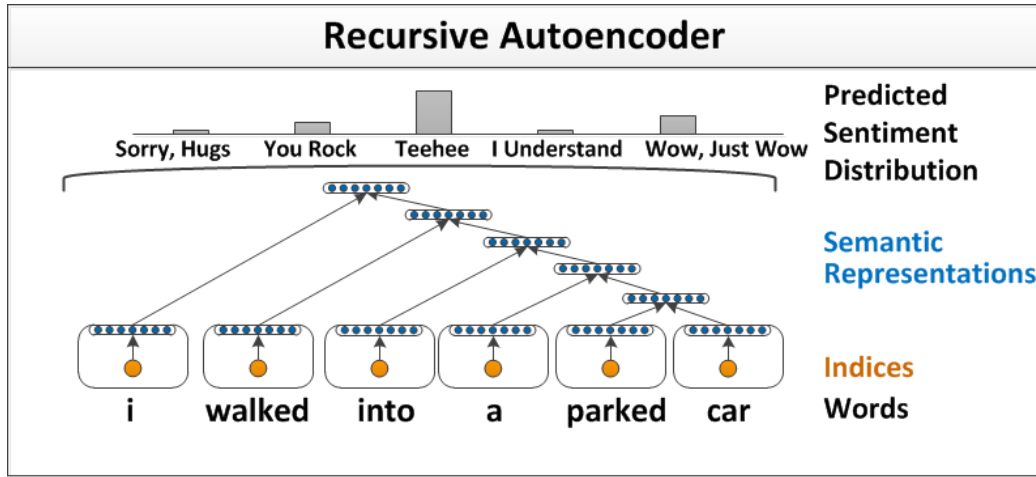 Recursive Autoencoder
Predicted
Sentiment
Distribution
Sorry, Hugs You Rock Teehee I Understand Wow, Just Wow
Semantic
Representations
Indices
i walked into a parked car Words